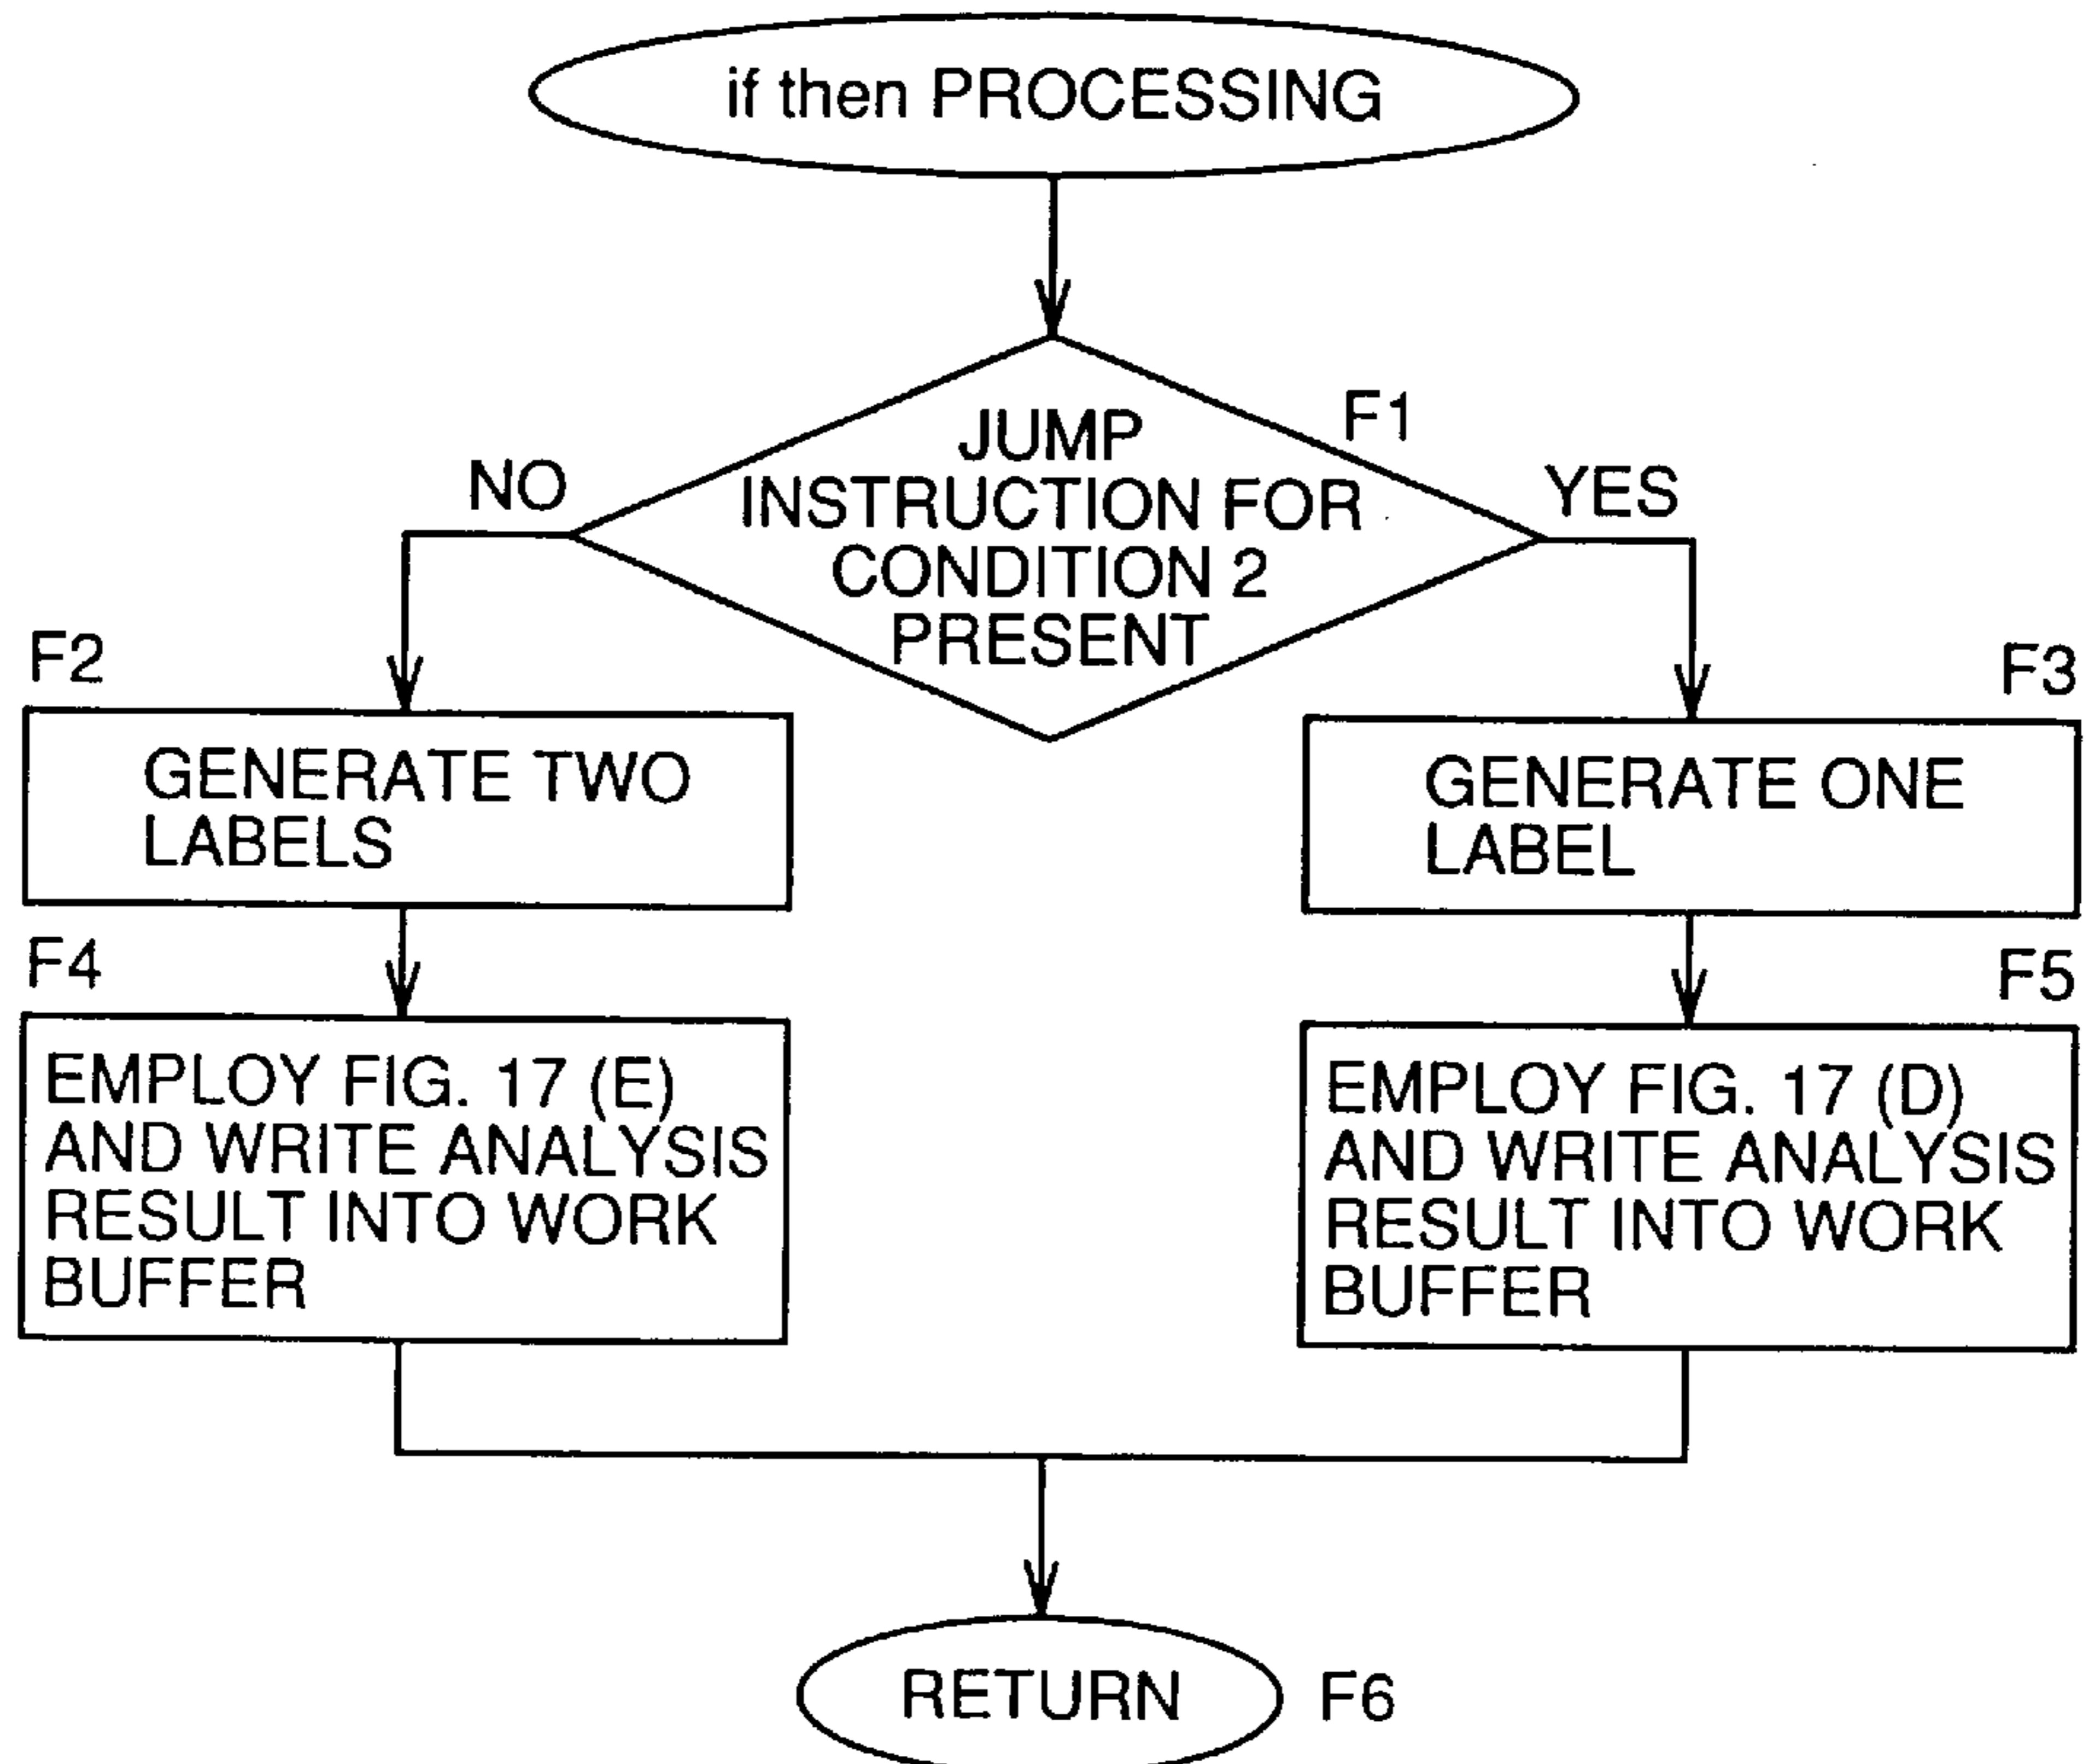 if then PROCESSING
F1
JUMP
INSTRUCTION FOR
CONDITION 2
PRESENT
NO
YES
F2
GENERATE TWO
LABELS
F3
GENERATE ONE
LABEL
F4
EMPLOY FIG. 17 (E)
AND WRITE ANALYSIS
RESULT INTO WORK
BUFFER
F5
EMPLOY FIG. 17 (D)
AND WRITE ANALYSIS
RESULT INTO WORK
BUFFER
RETURN
F6